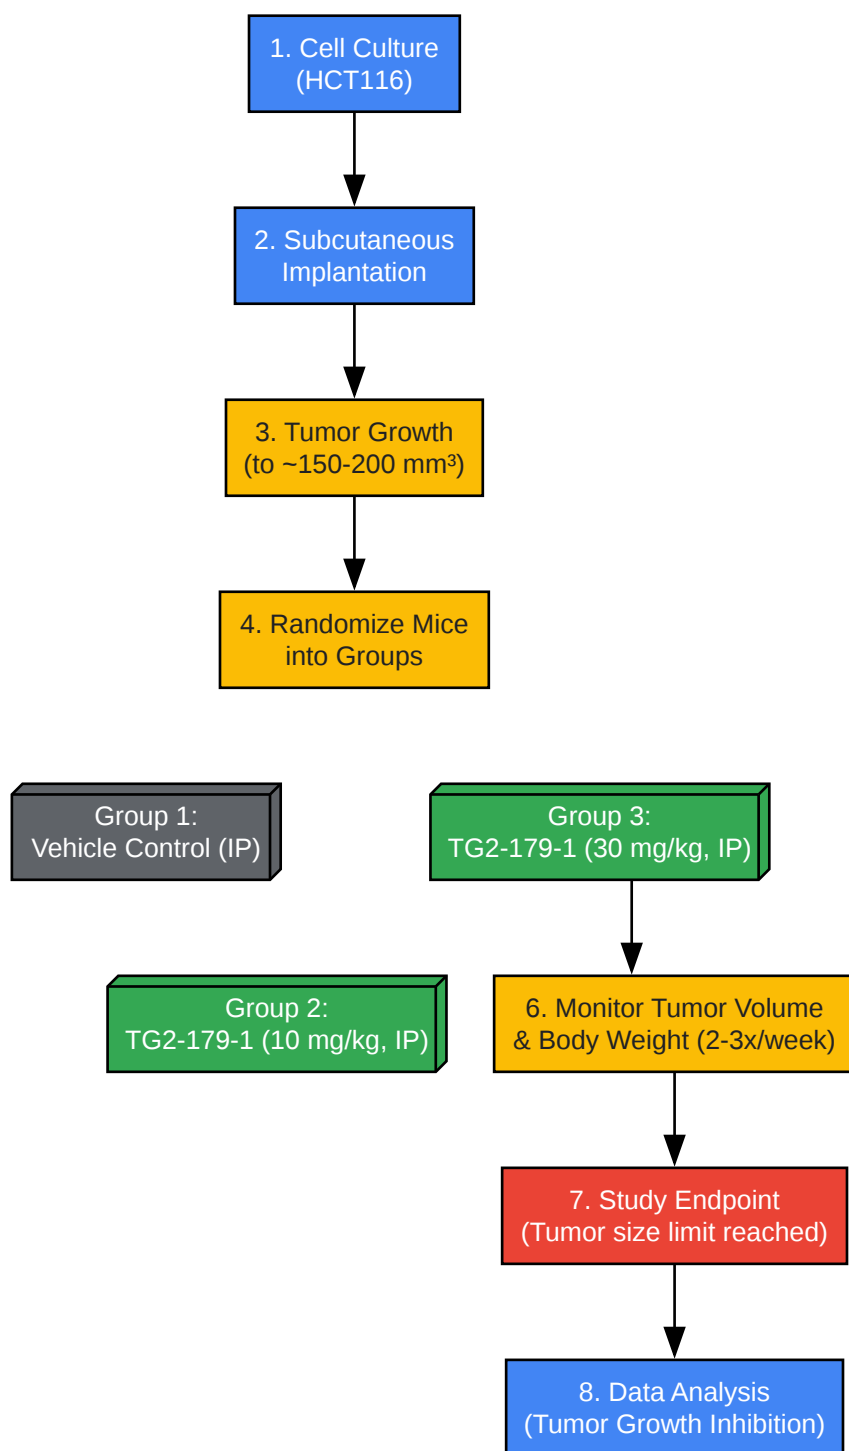 1. Cell Culture
(HCT116)
2. Subcutaneous
Implantation
3. Tumor Growth
(to ~150-200 mm³)
4. Randomize Mice
into Groups
Group 1:
Vehicle Control (IP)
Group 3:
TG2-179-1 (30 mg/kg, IP)
Group 2:
TG2-179-1 (10 mg/kg, IP)
6. Monitor Tumor Volume
& Body Weight (2-3x/week)
7. Study Endpoint
(Tumor size limit reached)
8. Data Analysis
(Tumor Growth Inhibition)